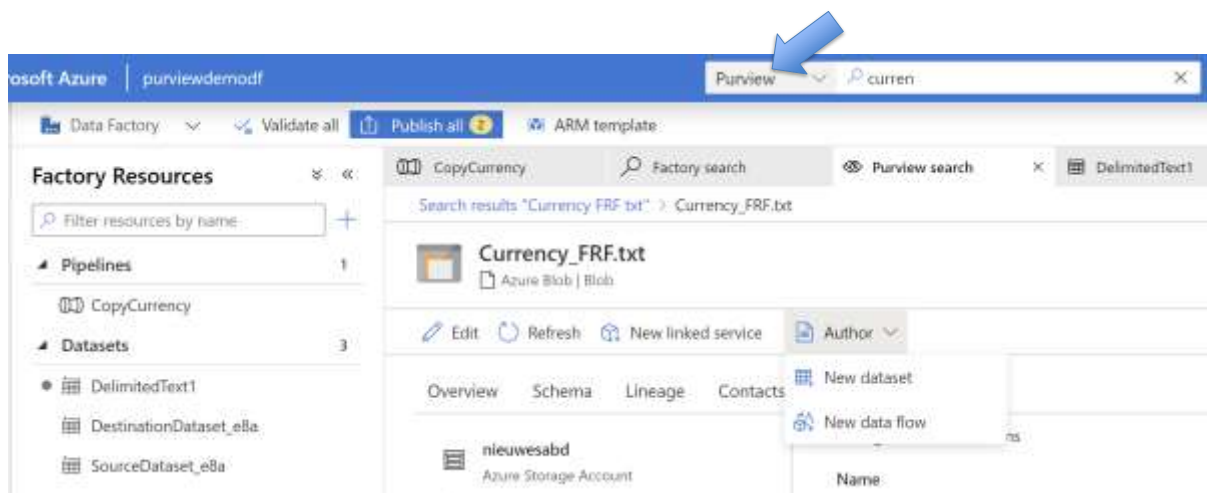 osoft Azure | purviewdemodf Purview curren
Data Factory Validate all Publish all 2 ARM template
Factory Resources
Filter resources by name
Pipelines 1
CopyCurrency
Datasets 3
DelimitedText1
DestinationDataset_e8a
SourceDataset_e8a
CopyCurrency Factory search Purview search DelimitedText1
Search results "Currency FRF txt" > Currency_FRF.txt
Currency_FRF.txt
Azure Blob | Blob
Edit Refresh New linked service Author
New dataset
New data flow
Overview Schema Lineage Contacts
nieuwesabd
Azure Storage Account
ns
Name